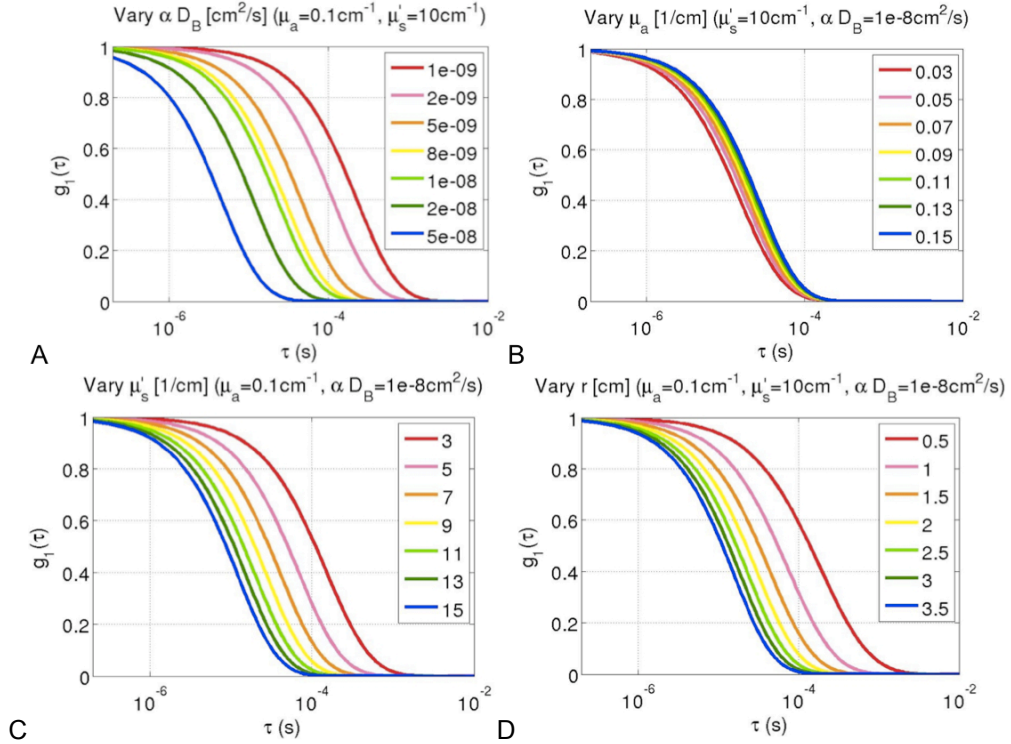 Vary α D_B [cm²/s] (μ_a=0.1cm⁻¹, μ'_s=10cm⁻¹)
1
0.8
0.6
0.4
0.2
0
g₁(τ)
1e-09
2e-09
5e-09
8e-09
1e-08
2e-08
5e-08
10⁻⁶
10⁻⁴
10⁻²
τ (s)
A
Vary μ_a [1/cm] (μ'_s=10cm⁻¹, α D_B=1e-8cm²/s)
1
0.8
0.6
0.4
0.2
0
g₁(τ)
0.03
0.05
0.07
0.09
0.11
0.13
0.15
10⁻⁶
10⁻⁴
10⁻²
τ (s)
B
Vary μ'_s [1/cm] (μ_a=0.1cm⁻¹, α D_B=1e-8cm²/s)
1
0.8
0.6
0.4
0.2
0
g₁(τ)
3
5
7
9
11
13
15
10⁻⁶
10⁻⁴
10⁻²
τ (s)
C
Vary r [cm] (μ_a=0.1cm⁻¹, μ'_s=10cm⁻¹, α D_B=1e-8cm²/s)
1
0.8
0.6
0.4
0.2
0
g₁(τ)
0.5
1
1.5
2
2.5
3
3.5
10⁻⁶
10⁻⁴
10⁻²
τ (s)
D